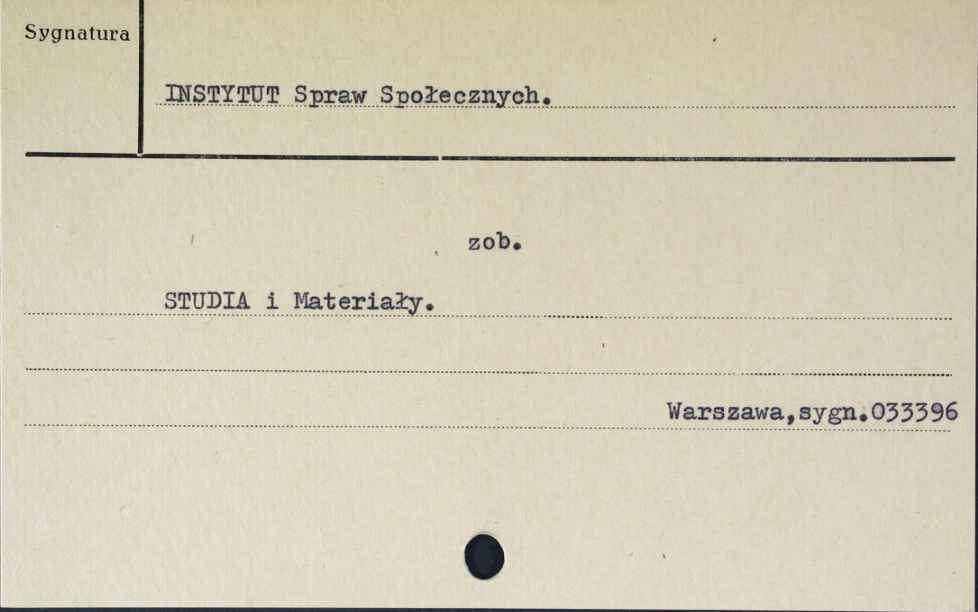 Sygnatura
INSTYTUT Spraw Społecznych.
zob.
STUDIA i Materiały.
Warszawa,sygn.033396